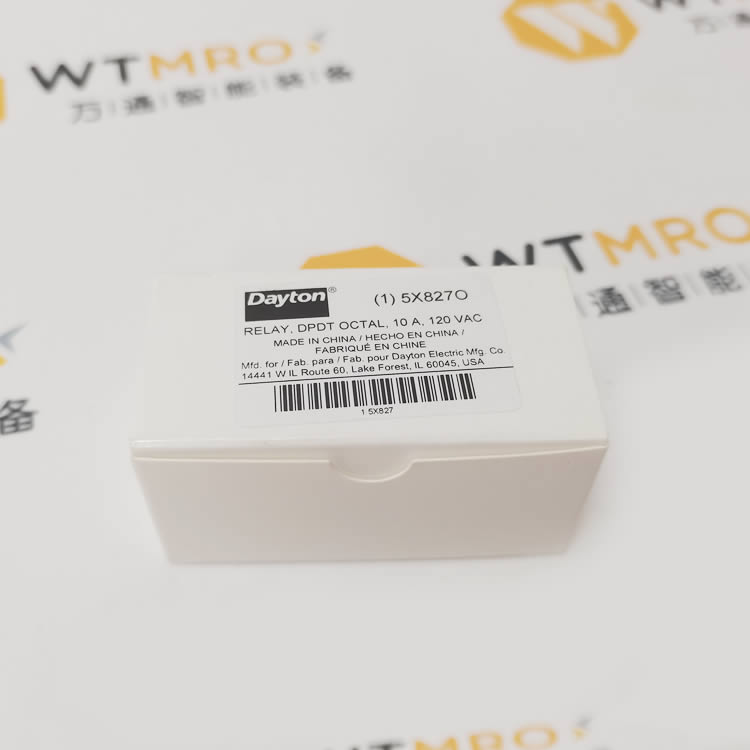 WTMRO
万通智能装备
WTMRO
通智能
备
Dayton®
(1) 5X827O
RELAY, DPDT OCTAL, 10 A, 120 VAC
MADE IN CHINA / HECHO EN CHINA /
FABRIQUÉ EN CHINE
Mfd. for / Fab. para / Fab. pour Dayton Electric Mfg. Co.
14441 W IL Route 60, Lake Forest, IL 60045, USA
1 5X827
WTMRO